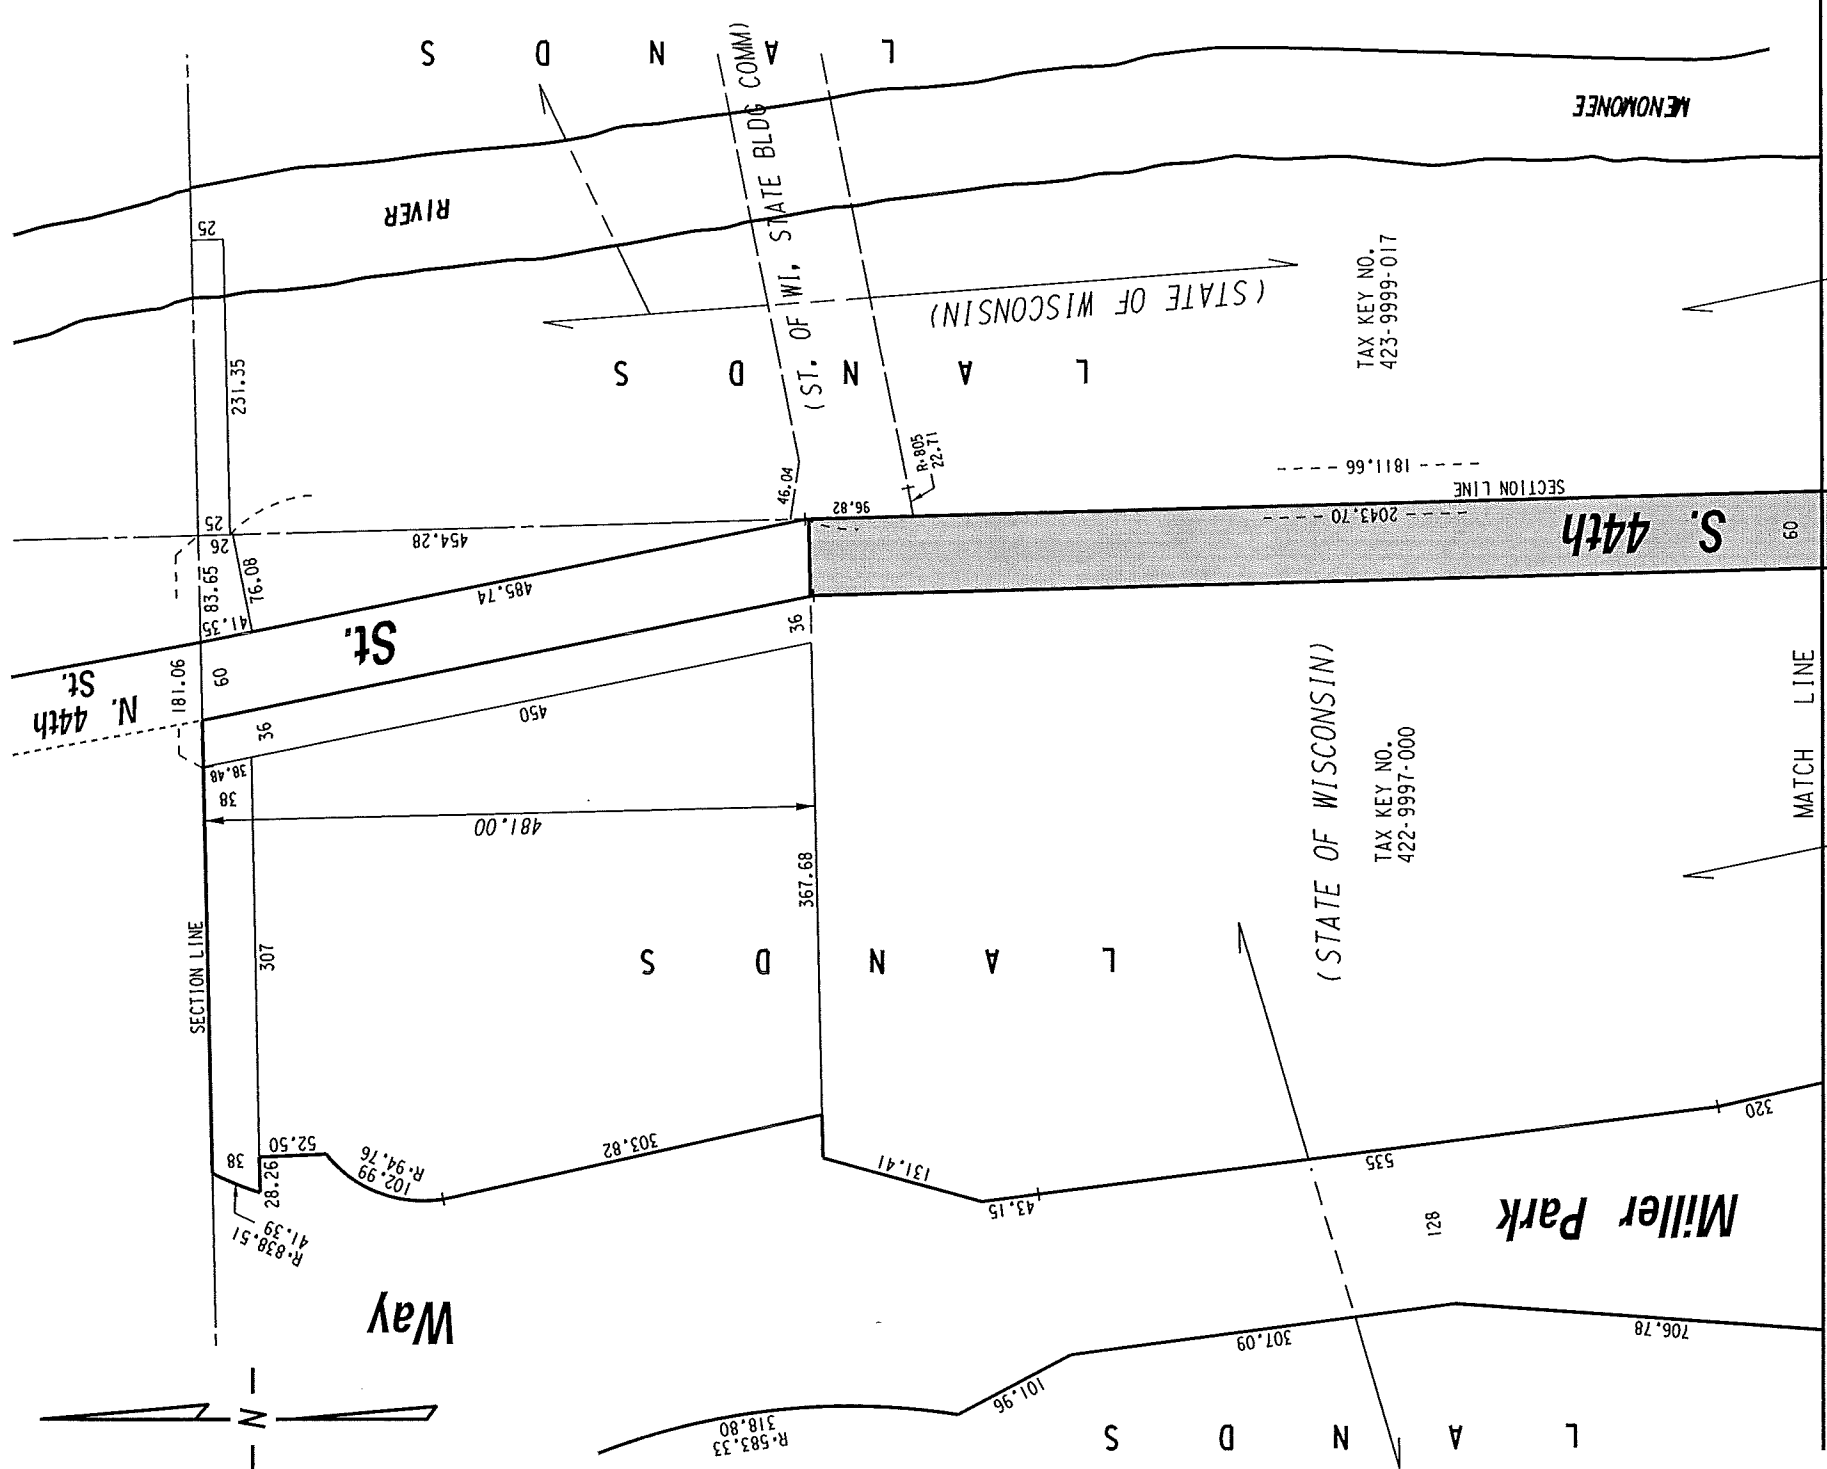 L A N D S
MENOMONEE
RIVER
25
231.35
(ST. OF WI. STATE BLDG COMM)
(STATE OF WISCONSIN)
L A N D S
TAX KEY NO.
423-9999-017
1811.66
SECTION LINE
2043.70
S. 44th
60
R=805
22.71
46.04
96.82
25
26
454.28
83.65
76.08
41.35
485.74
St.
N. 44th
St.
181.06
60
36
36
450
38.48
38
481.00
367.68
SECTION LINE
307
(STATE OF WISCONSIN)
TAX KEY NO.
422-9997-000
MATCH LINE
L A N D S
38
28.26
52.50
R=94.76
102.99
303.82
R=838.51
41.39
131.41
43.15
535
320
128
Miller Park
Way
706.78
307.09
101.96
R=583.33
318.80
N
L A N D S